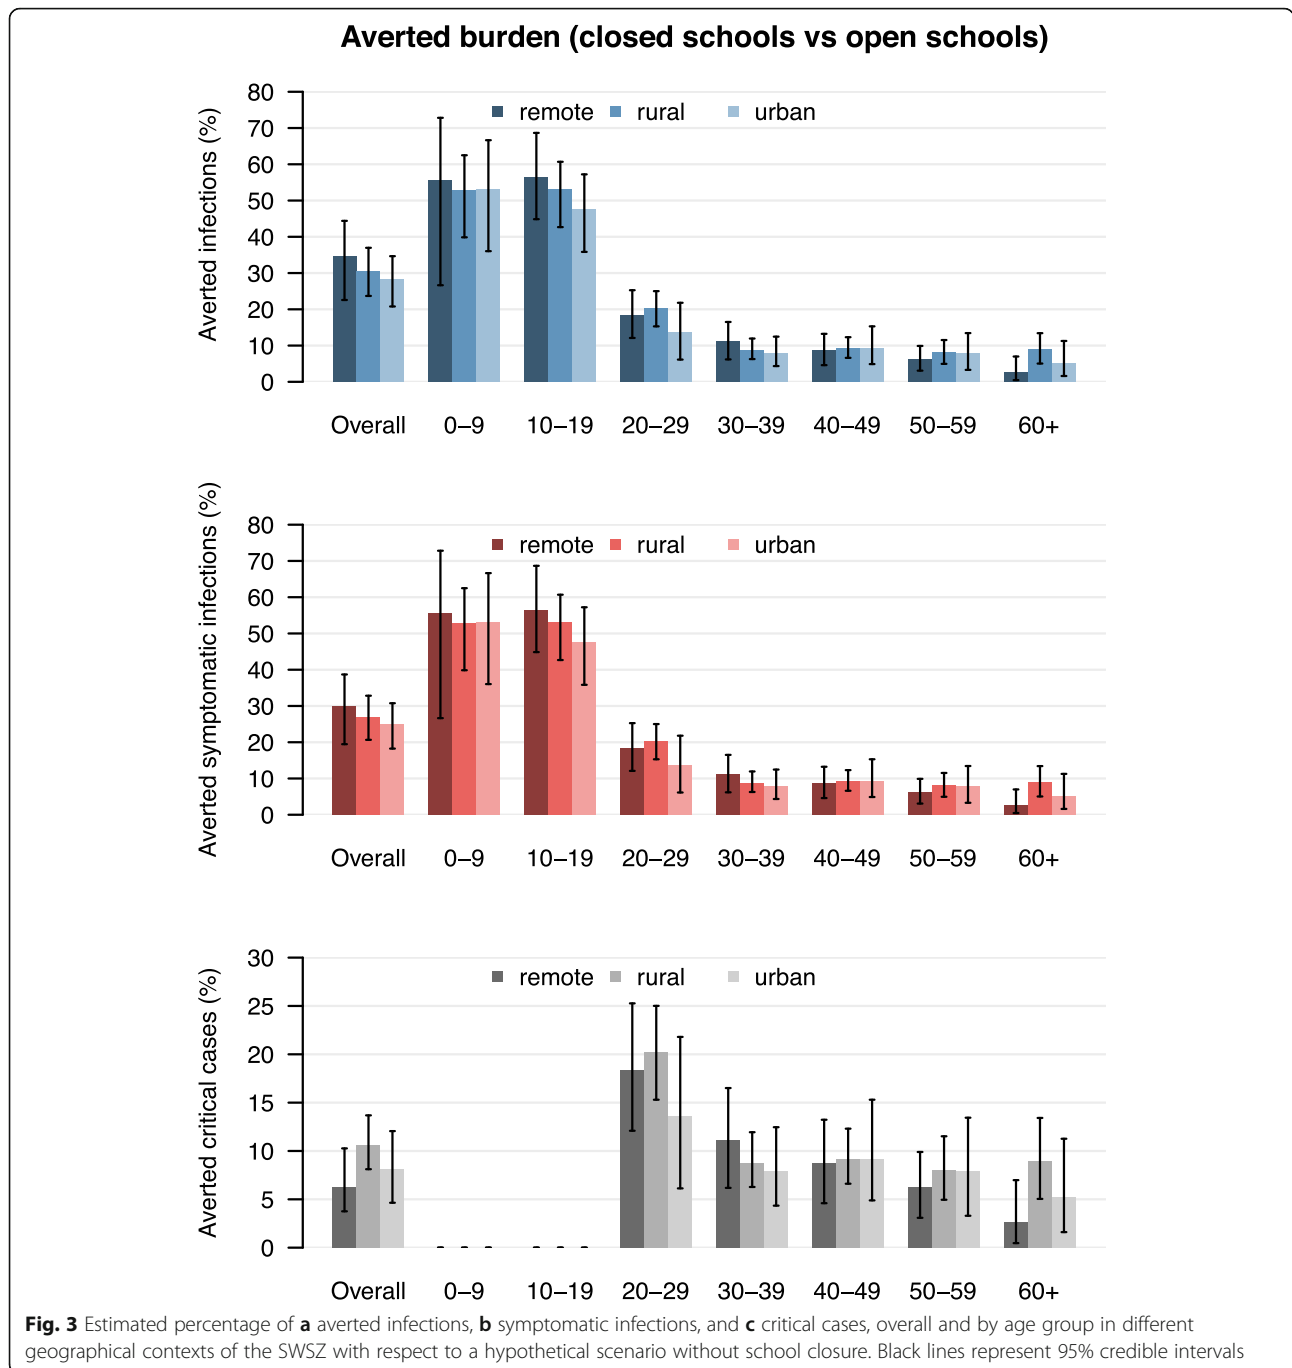 Averted burden (closed schools vs open schools)
Averted infections (%)
80
70
60
50
40
30
20
10
0
remote rural urban
Overall 0–9 10–19 20–29 30–39 40–49 50–59 60+
Averted symptomatic infections (%)
80
70
60
50
40
30
20
10
0
remote rural urban
Overall 0–9 10–19 20–29 30–39 40–49 50–59 60+
Averted critical cases (%)
30
25
20
15
10
5
0
remote rural urban
Overall 0–9 10–19 20–29 30–39 40–49 50–59 60+
Fig. 3 Estimated percentage of a averted infections, b symptomatic infections, and c critical cases, overall and by age group in different
geographical contexts of the SWSZ with respect to a hypothetical scenario without school closure. Black lines represent 95% credible intervals